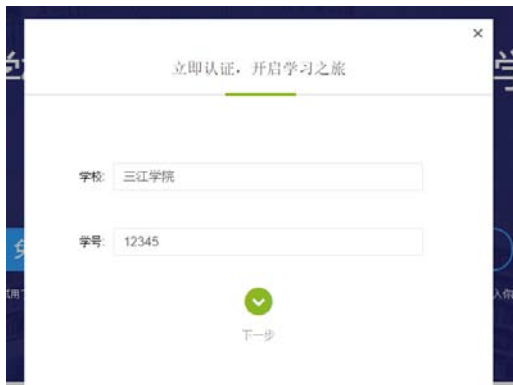 ×
立即认证，开启学习之旅
学校: 三江学院
学号: 12345
下一步